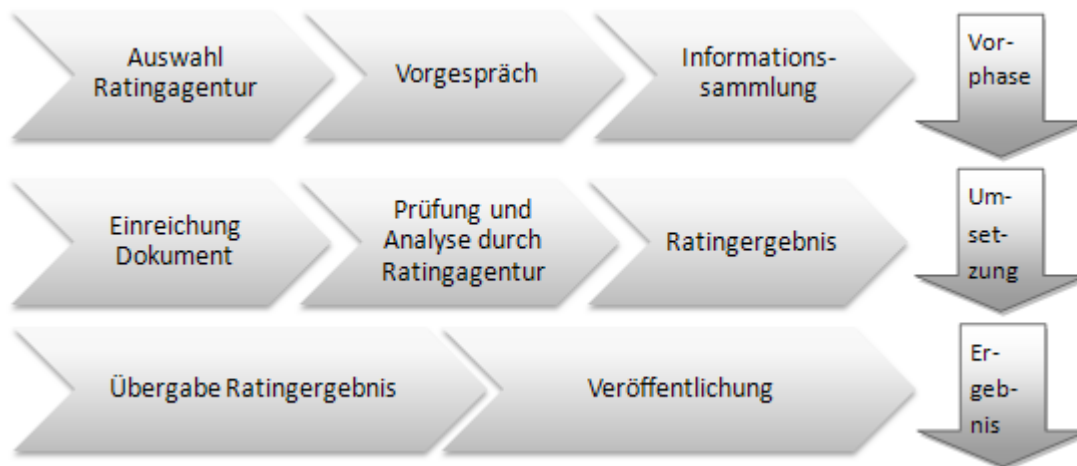 Auswahl
Ratingagentur
Vorgespräch
Informations-
sammlung
Vor-
phase
Einreichung
Dokument
Prüfung und
Analyse durch
Ratingagentur
Ratingergebnis
Um-
set-
zung
Übergabe Ratingergebnis
Veröffentlichung
Er-
geb-
nis